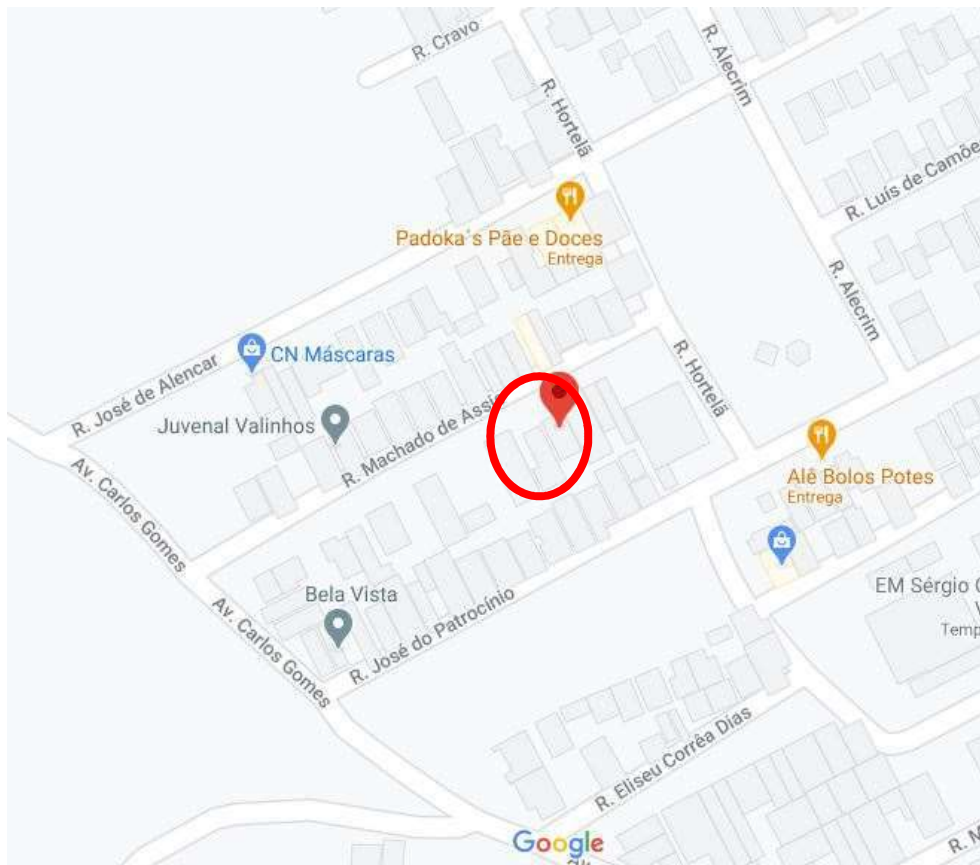 R. Cravo
R. Hortelã
R. Alecrim
R. Luís de Camõe
Padoka´s Pãe e Doces
Entrega
R. Alecrim
CN Máscaras
R. José de Alencar
R. Hortelã
Juvenal Valinhos
R. Machado de Assis
Alê Bolos Potes
Entrega
Av. Carlos Gomes
Bela Vista
EM Sérgio
Temp
Av. Carlos Gomes
R. José do Patrocínio
R. Eliseu Corrêa Dias
Google
R. M